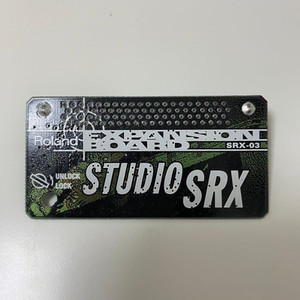 Roland
EXPANSION
BOARD
SRX-03
UNLOCK
LOCK
STUDIO SRX